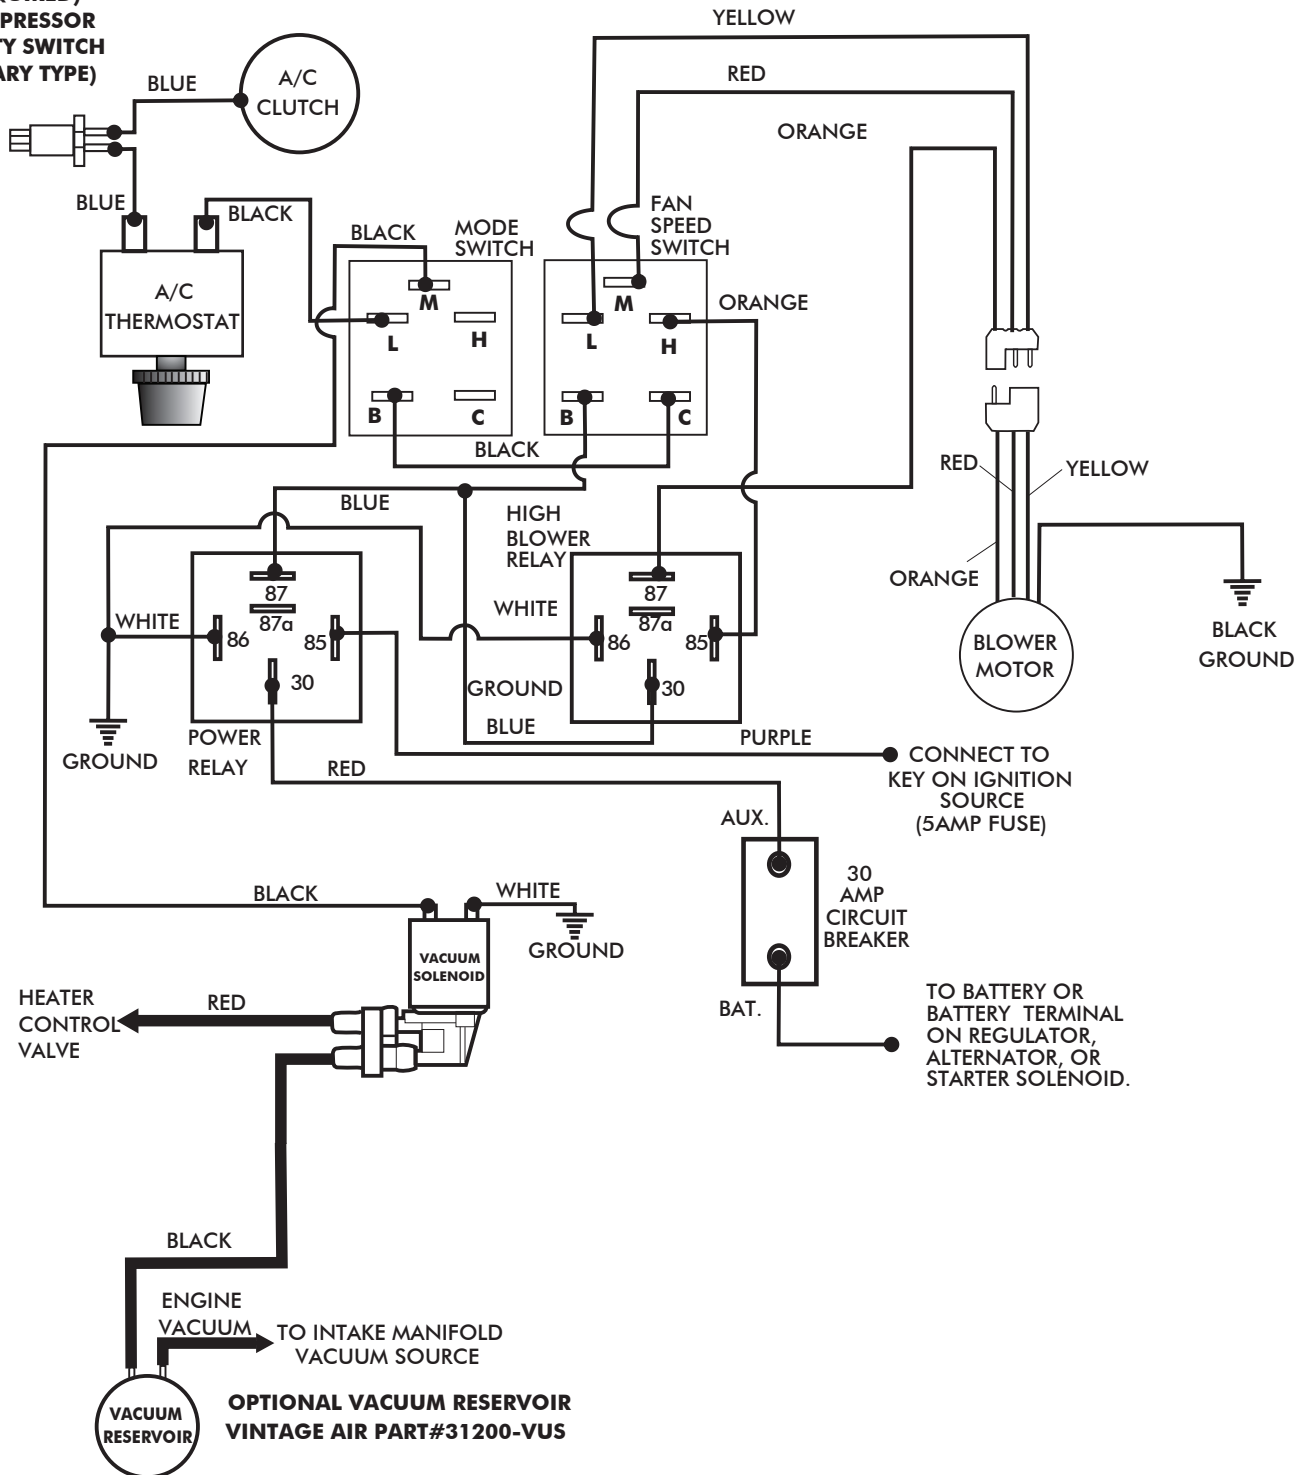 PRESSOR
TY SWITCH
ARY TYPE)
BLUE
A/C
CLUTCH
YELLOW
RED
ORANGE
BLUE
BLACK
A/C
THERMOSTAT
BLACK
MODE
SWITCH
M
L
H
B
C
FAN
SPEED
SWITCH
M
L
H
B
C
ORANGE
BLACK
BLUE
HIGH
BLOWER
RELAY
RED
YELLOW
ORANGE
BLOWER
MOTOR
BLACK
GROUND
WHITE
87
87a
86
85
30
POWER
RELAY
GROUND
WHITE
87
87a
86
85
30
GROUND
BLUE
PURPLE
CONNECT TO
KEY ON IGNITION
SOURCE
(5AMP FUSE)
RED
AUX.
30
AMP
CIRCUIT
BREAKER
BAT.
TO BATTERY OR
BATTERY TERMINAL
ON REGULATOR,
ALTERNATOR, OR
STARTER SOLENOID.
BLACK
WHITE
GROUND
VACUUM
SOLENOID
HEATER
CONTROL
VALVE
RED
BLACK
ENGINE
VACUUM
TO INTAKE MANIFOLD
VACUUM SOURCE
VACUUM
RESERVOIR
OPTIONAL VACUUM RESERVOIR
VINTAGE AIR PART#31200-VUS